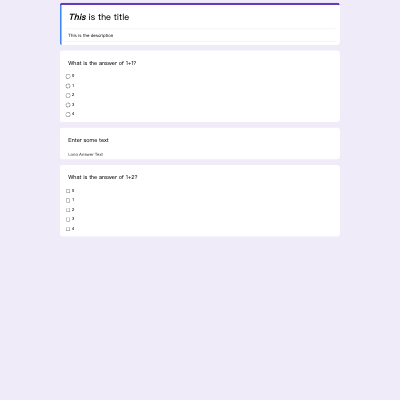 This is the title
This is the description
What is the answer of 1+1?
0
1
2
3
4
Enter some text
Long Answer Text
What is the answer of 1+2?
0
1
2
3
4